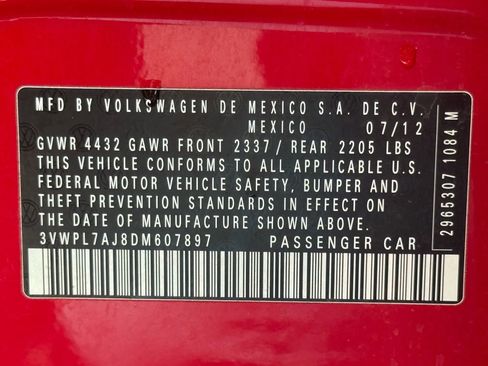 MFD BY VOLKSWAGEN DE MEXICO S.A. DE C.V.
MEXICO 07/12
GVWR 4432 GAWR FRONT 2337/ REAR 2205 LBS
THIS VEHICLE CONFORMS TO ALL APPLICABLE U.S.
FEDERAL MOTOR VEHICLE SAFETY, BUMPER AND
THEFT PREVENTION STANDARDS IN EFFECT ON
THE DATE OF MANUFACTURE SHOWN ABOVE.
3VWPL7AJ8DM607897 PASSENGER CAR
2965307 1084 M